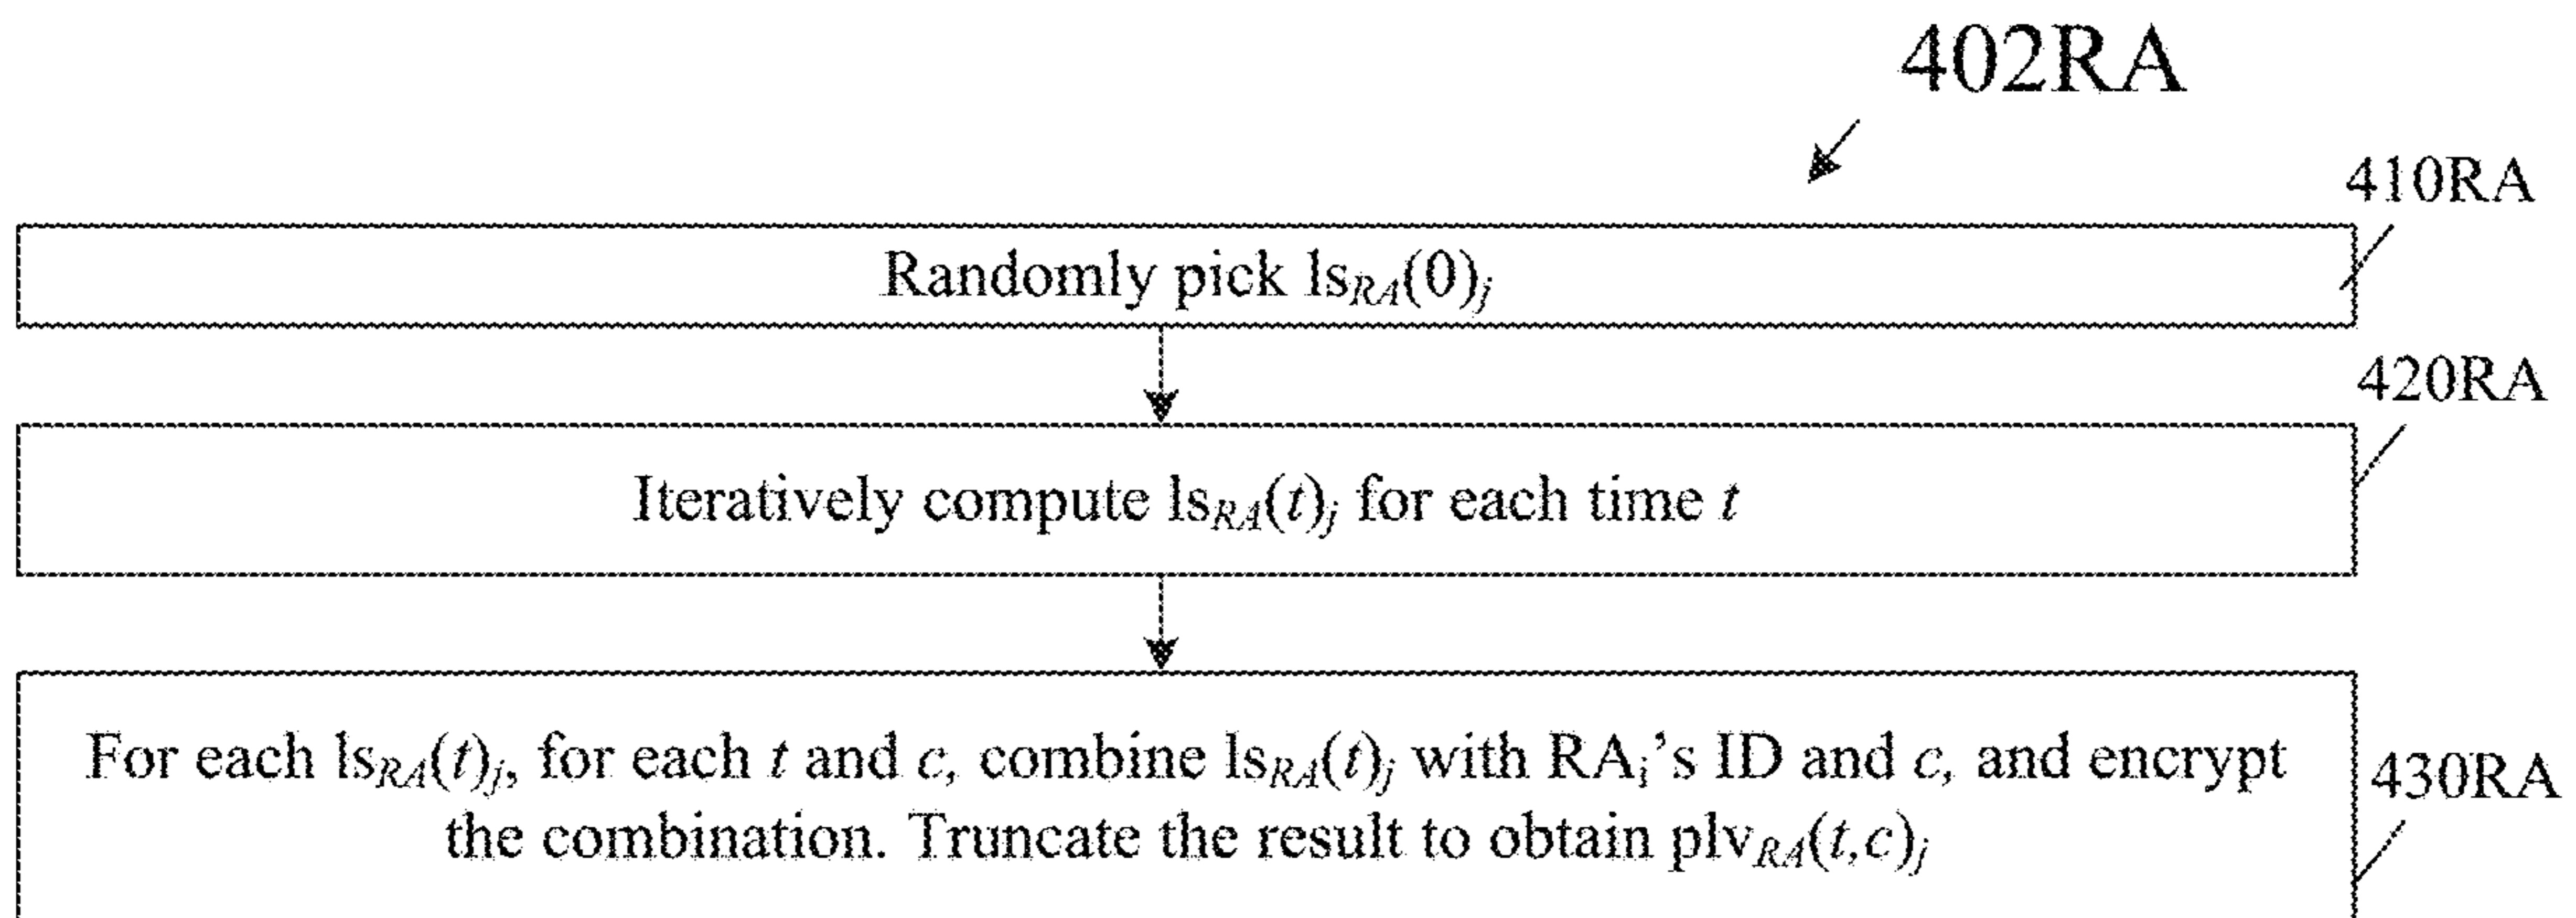 402RA
410RA
Randomly pick ls_RA(0)_j
420RA
Iteratively compute ls_RA(t)_j for each time t
For each ls_RA(t)_j, for each t and c, combine ls_RA(t)_j with RA_i's ID and c, and encrypt
the combination. Truncate the result to obtain plv_RA(t,c)_j
430RA